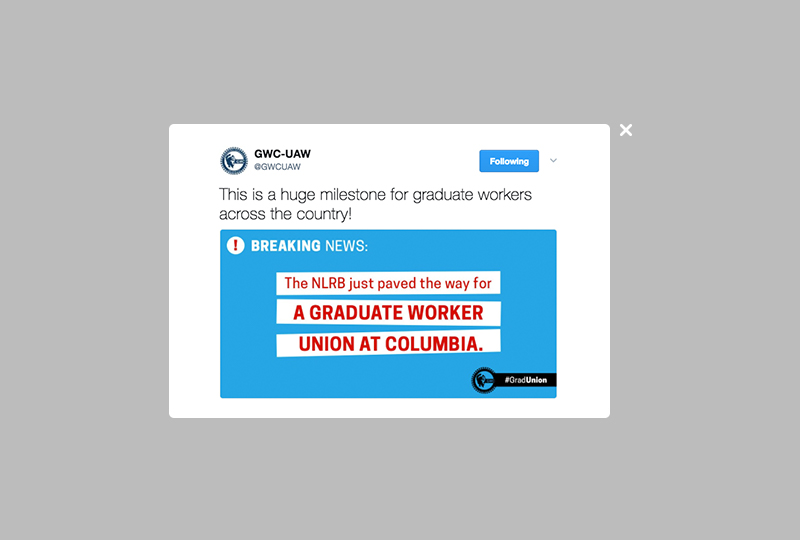 GWC-UAW
@GWCUAW
Following
This is a huge milestone for graduate workers
across the country!
! BREAKING NEWS:
The NLRB just paved the way for
A GRADUATE WORKER
UNION AT COLUMBIA.
#GradUnion